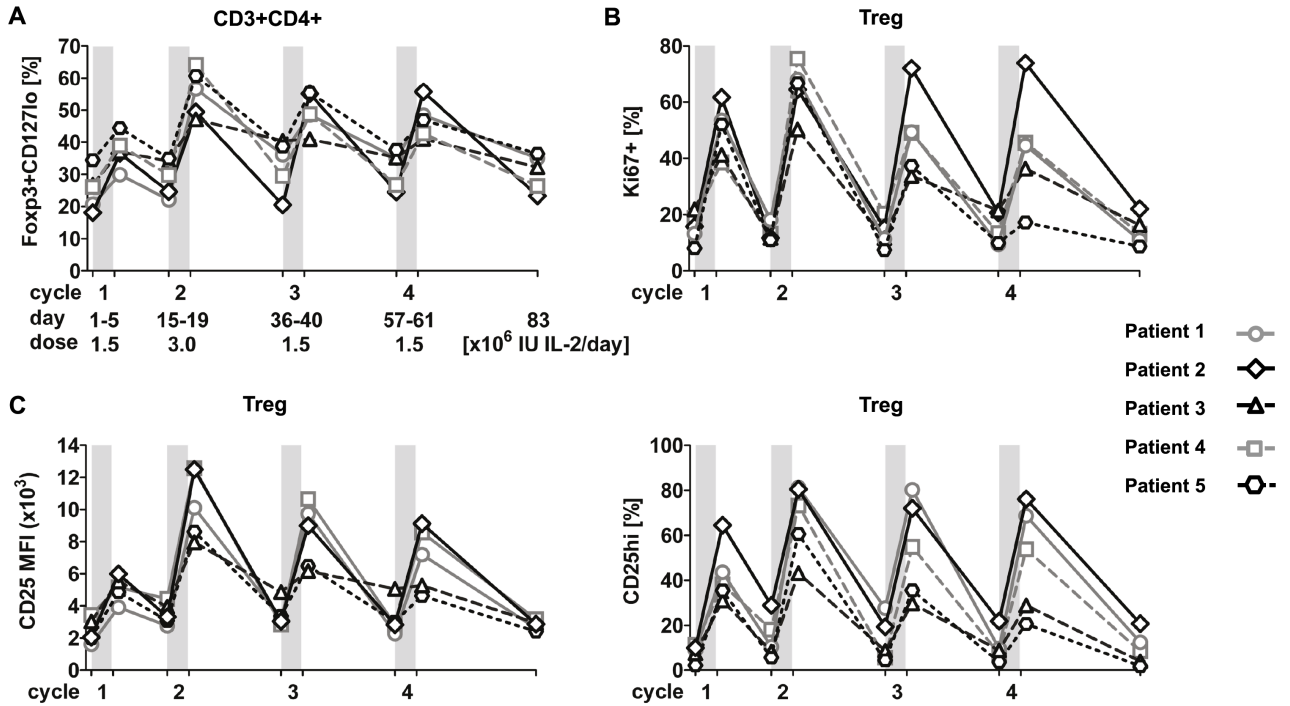 A
CD3+CD4+
Foxp3+CD127lo [%]
70
60
50
40
30
20
10
0
cycle 1 2 3 4
day 1-5 15-19 36-40 57-61 83
dose 1.5 3.0 1.5 1.5 [x10⁶ IU IL-2/day]
B
Treg
Ki67+ [%]
80
60
40
20
0
cycle 1 2 3 4
Patient 1
Patient 2
Patient 3
Patient 4
Patient 5
C
Treg
CD25 MFI (x10³)
14
12
10
8
6
4
2
0
cycle 1 2 3 4
Treg
CD25hi [%]
100
80
60
40
20
0
cycle 1 2 3 4